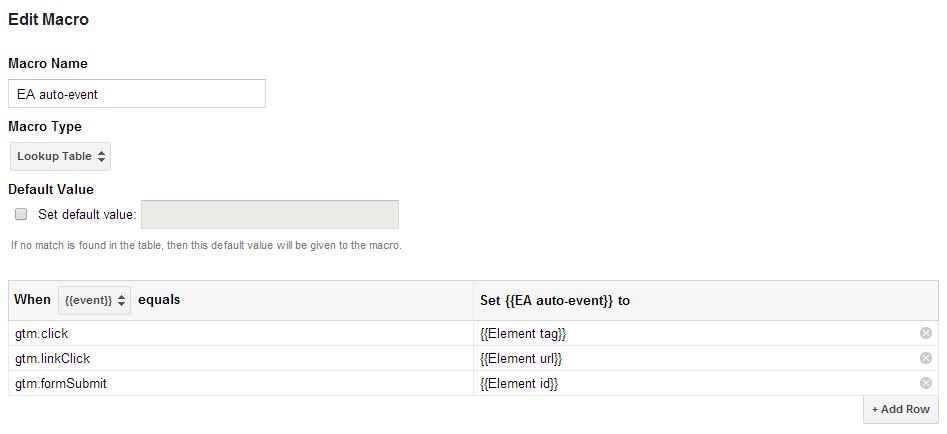 Edit Macro
Macro Name
EA auto-event
Macro Type
Lookup Table
Default Value
Set default value:
If no match is found in the table, then this default value will be given to the macro.
When {{event}} equals Set {{EA auto-event}} to
gtm.click {{Element tag}}
gtm.linkClick {{Element url}}
gtm.formSubmit {{Element id}}
+ Add Row